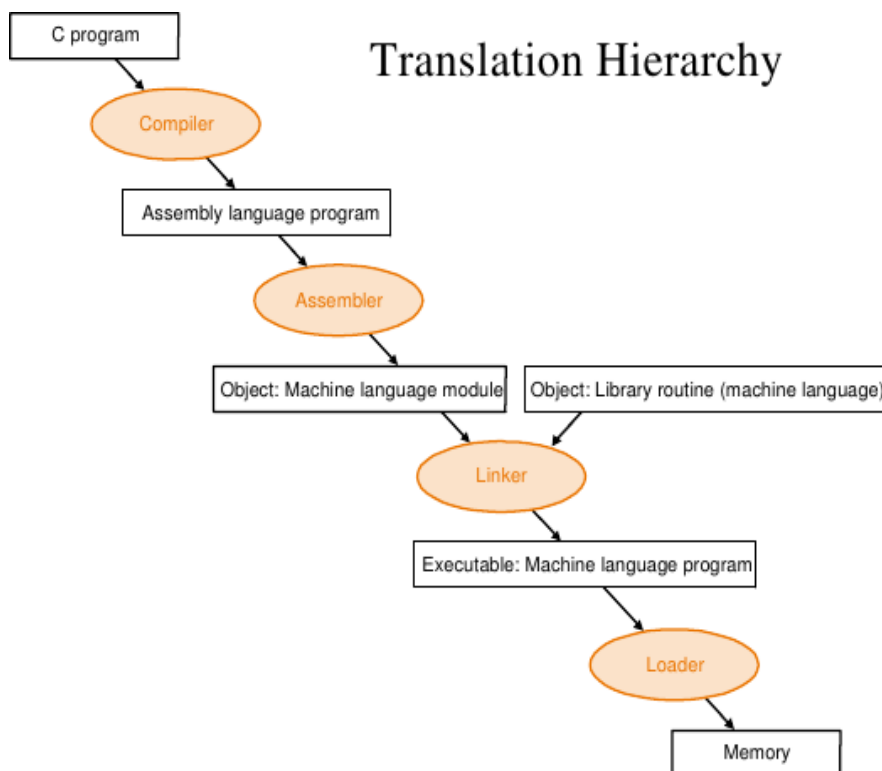 C program
Translation Hierarchy
Compiler
Assembly language program
Assembler
Object: Machine language module
Object: Library routine (machine language)
Linker
Executable: Machine language program
Loader
Memory